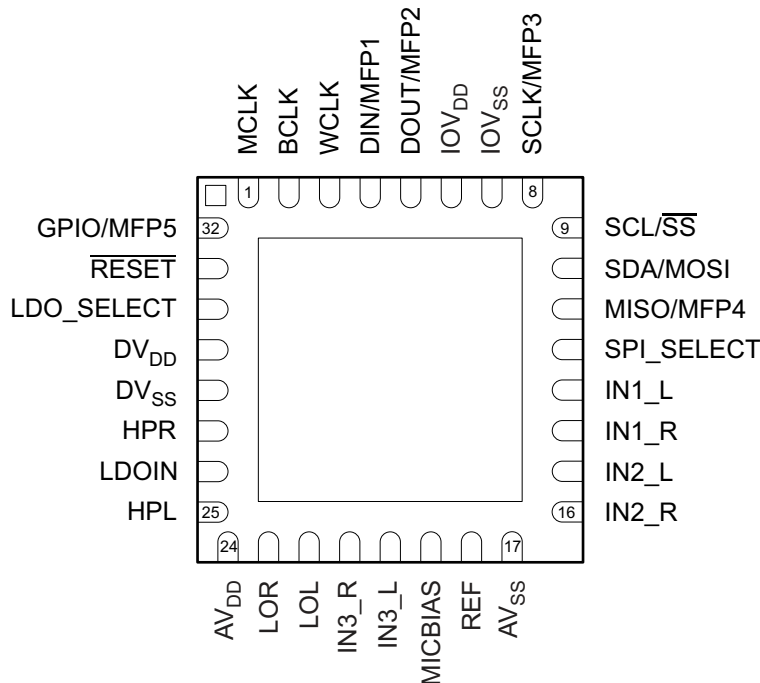 MCLK
BCLK
WCLK
DIN/MFP1
DOUT/MFP2
IOVDD
IOVSS
SCLK/MFP3
1
8
GPIO/MFP5
32
9
SCL/SS
RESET
SDA/MOSI
LDO_SELECT
MISO/MFP4
DVDD
SPI_SELECT
DVSS
IN1_L
HPR
IN1_R
LDOIN
IN2_L
HPL
25
16
IN2_R
24
17
AVDD
LOR
LOL
IN3_R
IN3_L
MICBIAS
REF
AVSS